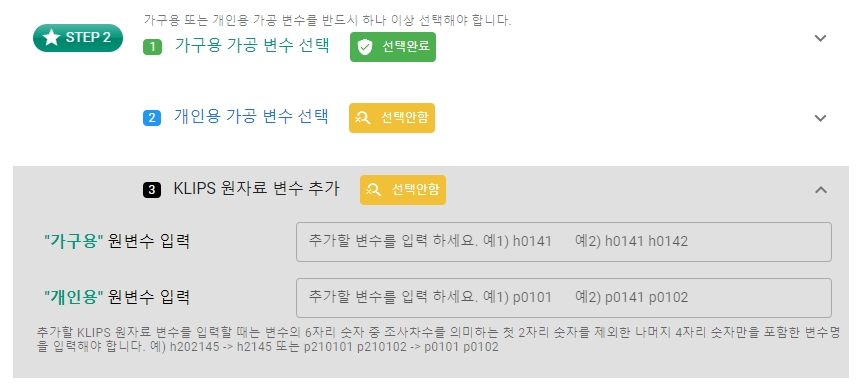 가구용 또는 개인용 가공 변수를 반드시 하나 이상 선택해야 합니다.
STEP 2
1 가구용 가공 변수 선택 선택완료
2 개인용 가공 변수 선택 선택안함
3 KLIPS 원자료 변수 추가 선택안함
"가구용" 원변수 입력 추가할 변수를 입력 하세요. 예1) h0141 예2) h0141 h0142
"개인용" 원변수 입력 추가할 변수를 입력 하세요. 예1) p0101 예2) p0141 p0102
추가할 KLIPS 원자료 변수를 입력할 때는 변수의 6자리 숫자 중 조사차수를 의미하는 첫 2자리 숫자를 제외한 나머지 4자리 숫자만을 포함한 변수명
을 입력해야 합니다. 예) h202145 -> h2145 또는 p210101 p210102 -> p0101 p0102